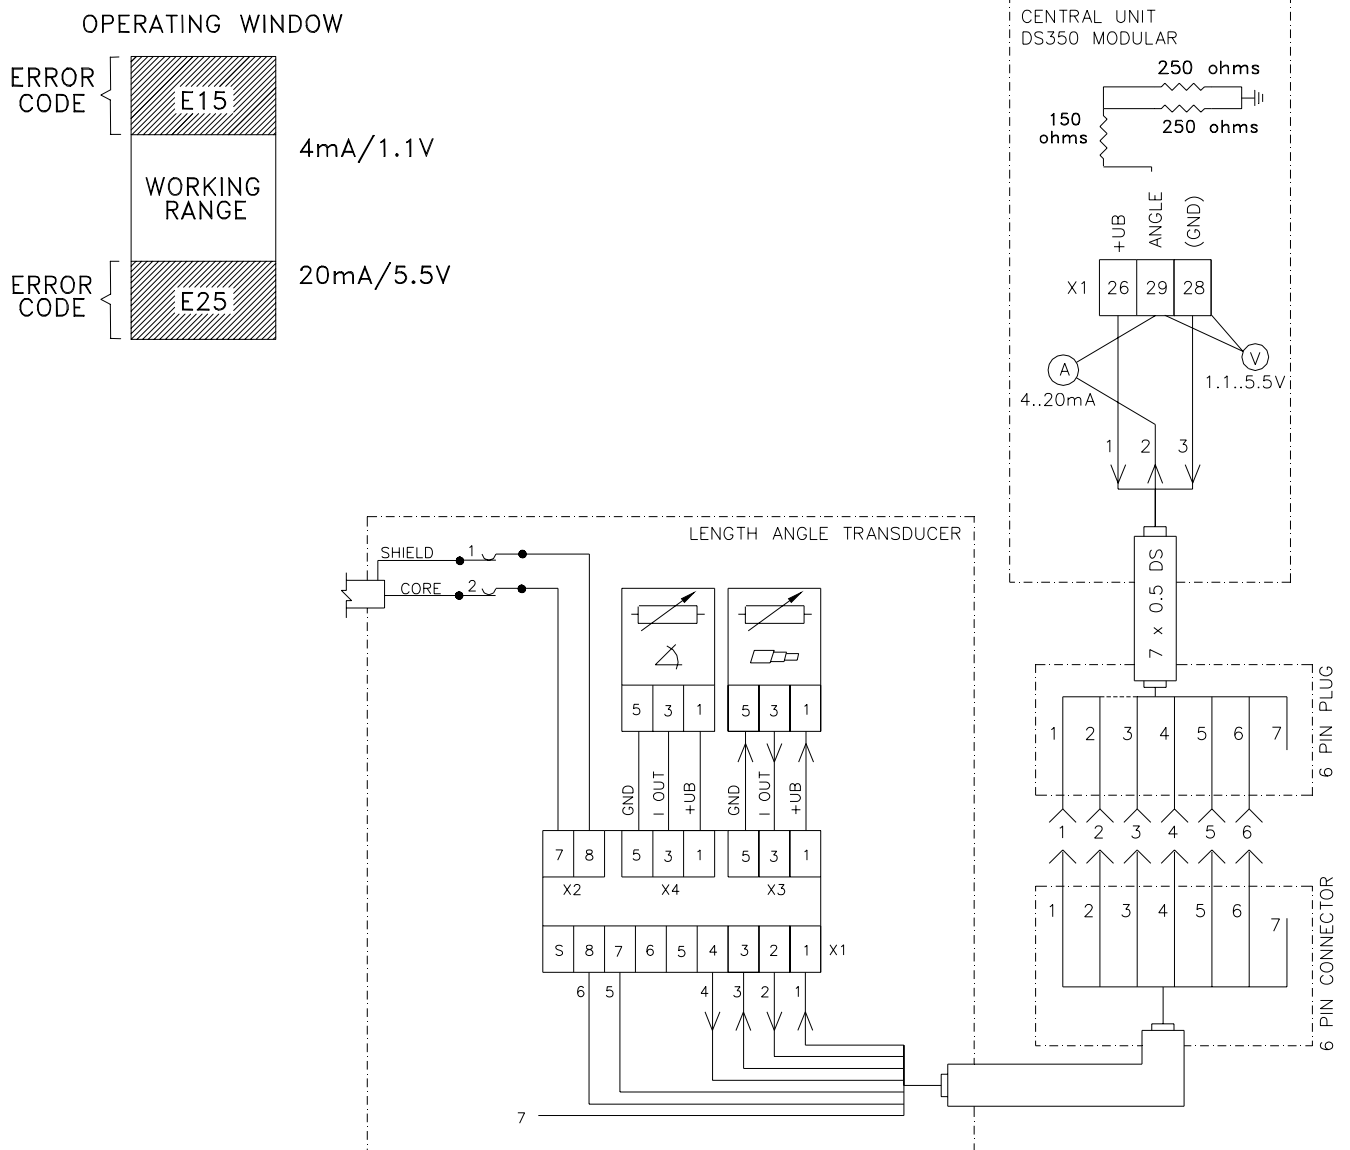 OPERATING WINDOW
ERROR
CODE
E15
4mA/1.1V
WORKING
RANGE
20mA/5.5V
ERROR
CODE
E25
CENTRAL UNIT
DS350 MODULAR
250 ohms
150
ohms
250 ohms
+UB
ANGLE
(GND)
X1 26 29 28
A
4..20mA
V
1.1..5.5V
1 2 3
7 x 0.5 DS
LENGTH ANGLE TRANSDUCER
SHIELD 1
CORE 2
5 3 1
5 3 1
GND
I OUT
+UB
GND
I OUT
+UB
7 8
5 3 1
5 3 1
X2 X4 X3
S 8 7 6 5 4 3 2 1 X1
6 5 4 3 2 1
7
1 2 3 4 5 6 7
6 PIN PLUG
1 2 3 4 5 6
1 2 3 4 5 6 7
6 PIN CONNECTOR